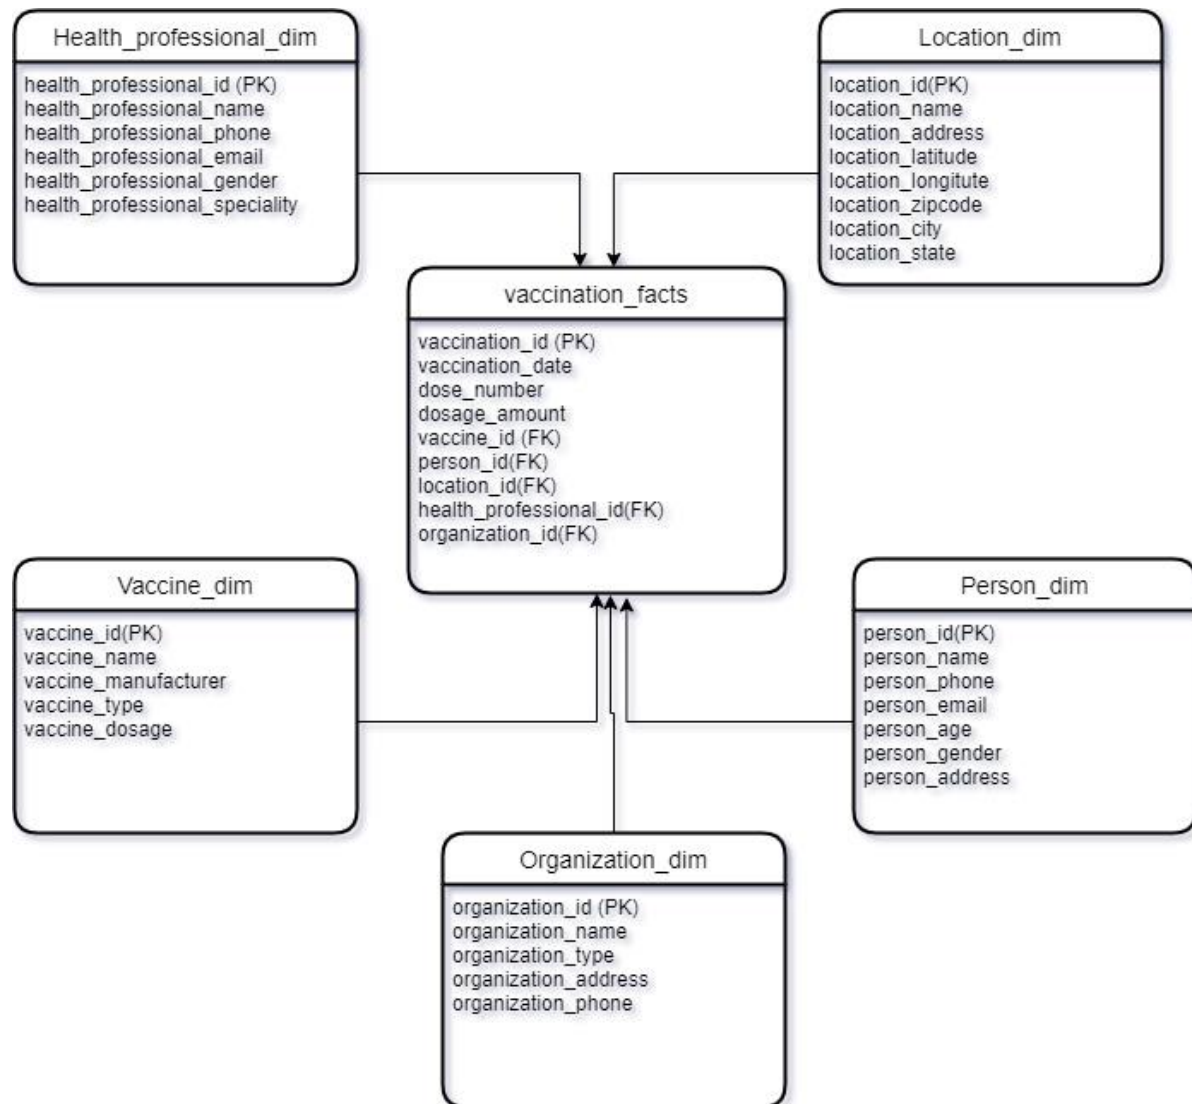 Health_professional_dim
health_professional_id (PK)
health_professional_name
health_professional_phone
health_professional_email
health_professional_gender
health_professional_speciality
Location_dim
location_id(PK)
location_name
location_address
location_latitude
location_longitute
location_zipcode
location_city
location_state
vaccination_facts
vaccination_id (PK)
vaccination_date
dose_number
dosage_amount
vaccine_id (FK)
person_id(FK)
location_id(FK)
health_professional_id(FK)
organization_id(FK)
Vaccine_dim
vaccine_id(PK)
vaccine_name
vaccine_manufacturer
vaccine_type
vaccine_dosage
Person_dim
person_id(PK)
person_name
person_phone
person_email
person_age
person_gender
person_address
Organization_dim
organization_id (PK)
organization_name
organization_type
organization_address
organization_phone